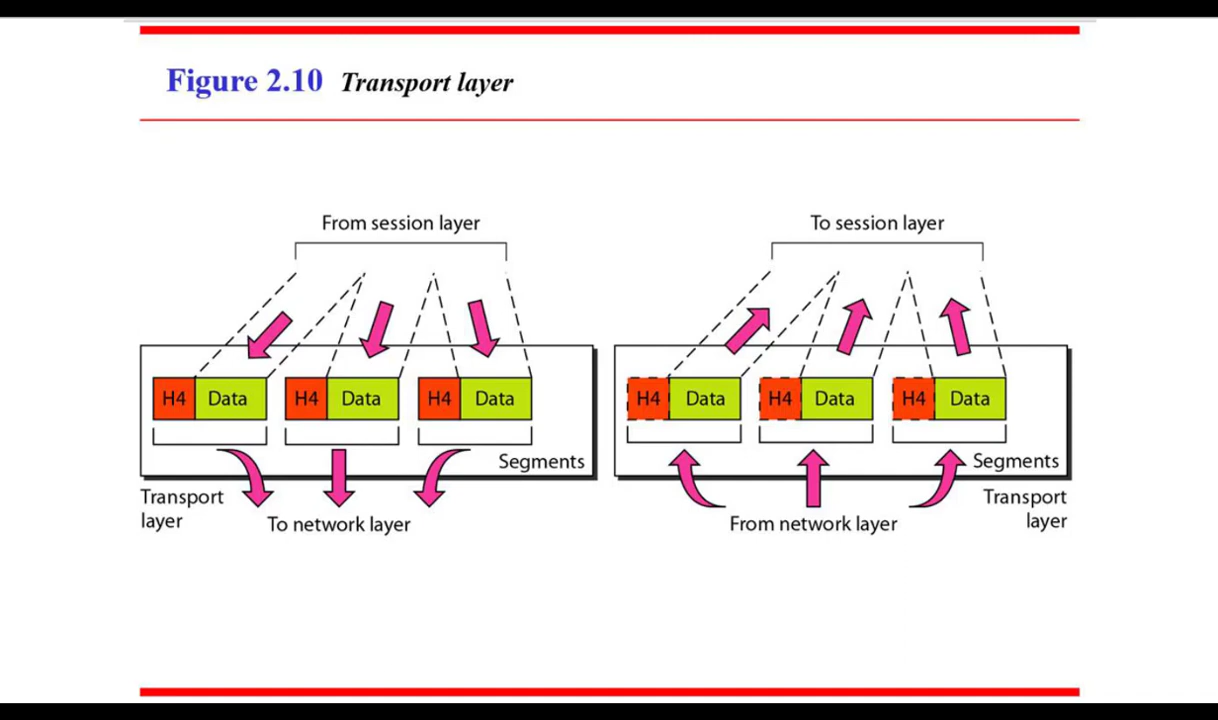 Figure 2.10 Transport layer
From session layer
H4 Data H4 Data H4 Data
Segments
Transport
layer
To network layer
To session layer
H4 Data H4 Data H4 Data
Segments
From network layer
Transport
layer